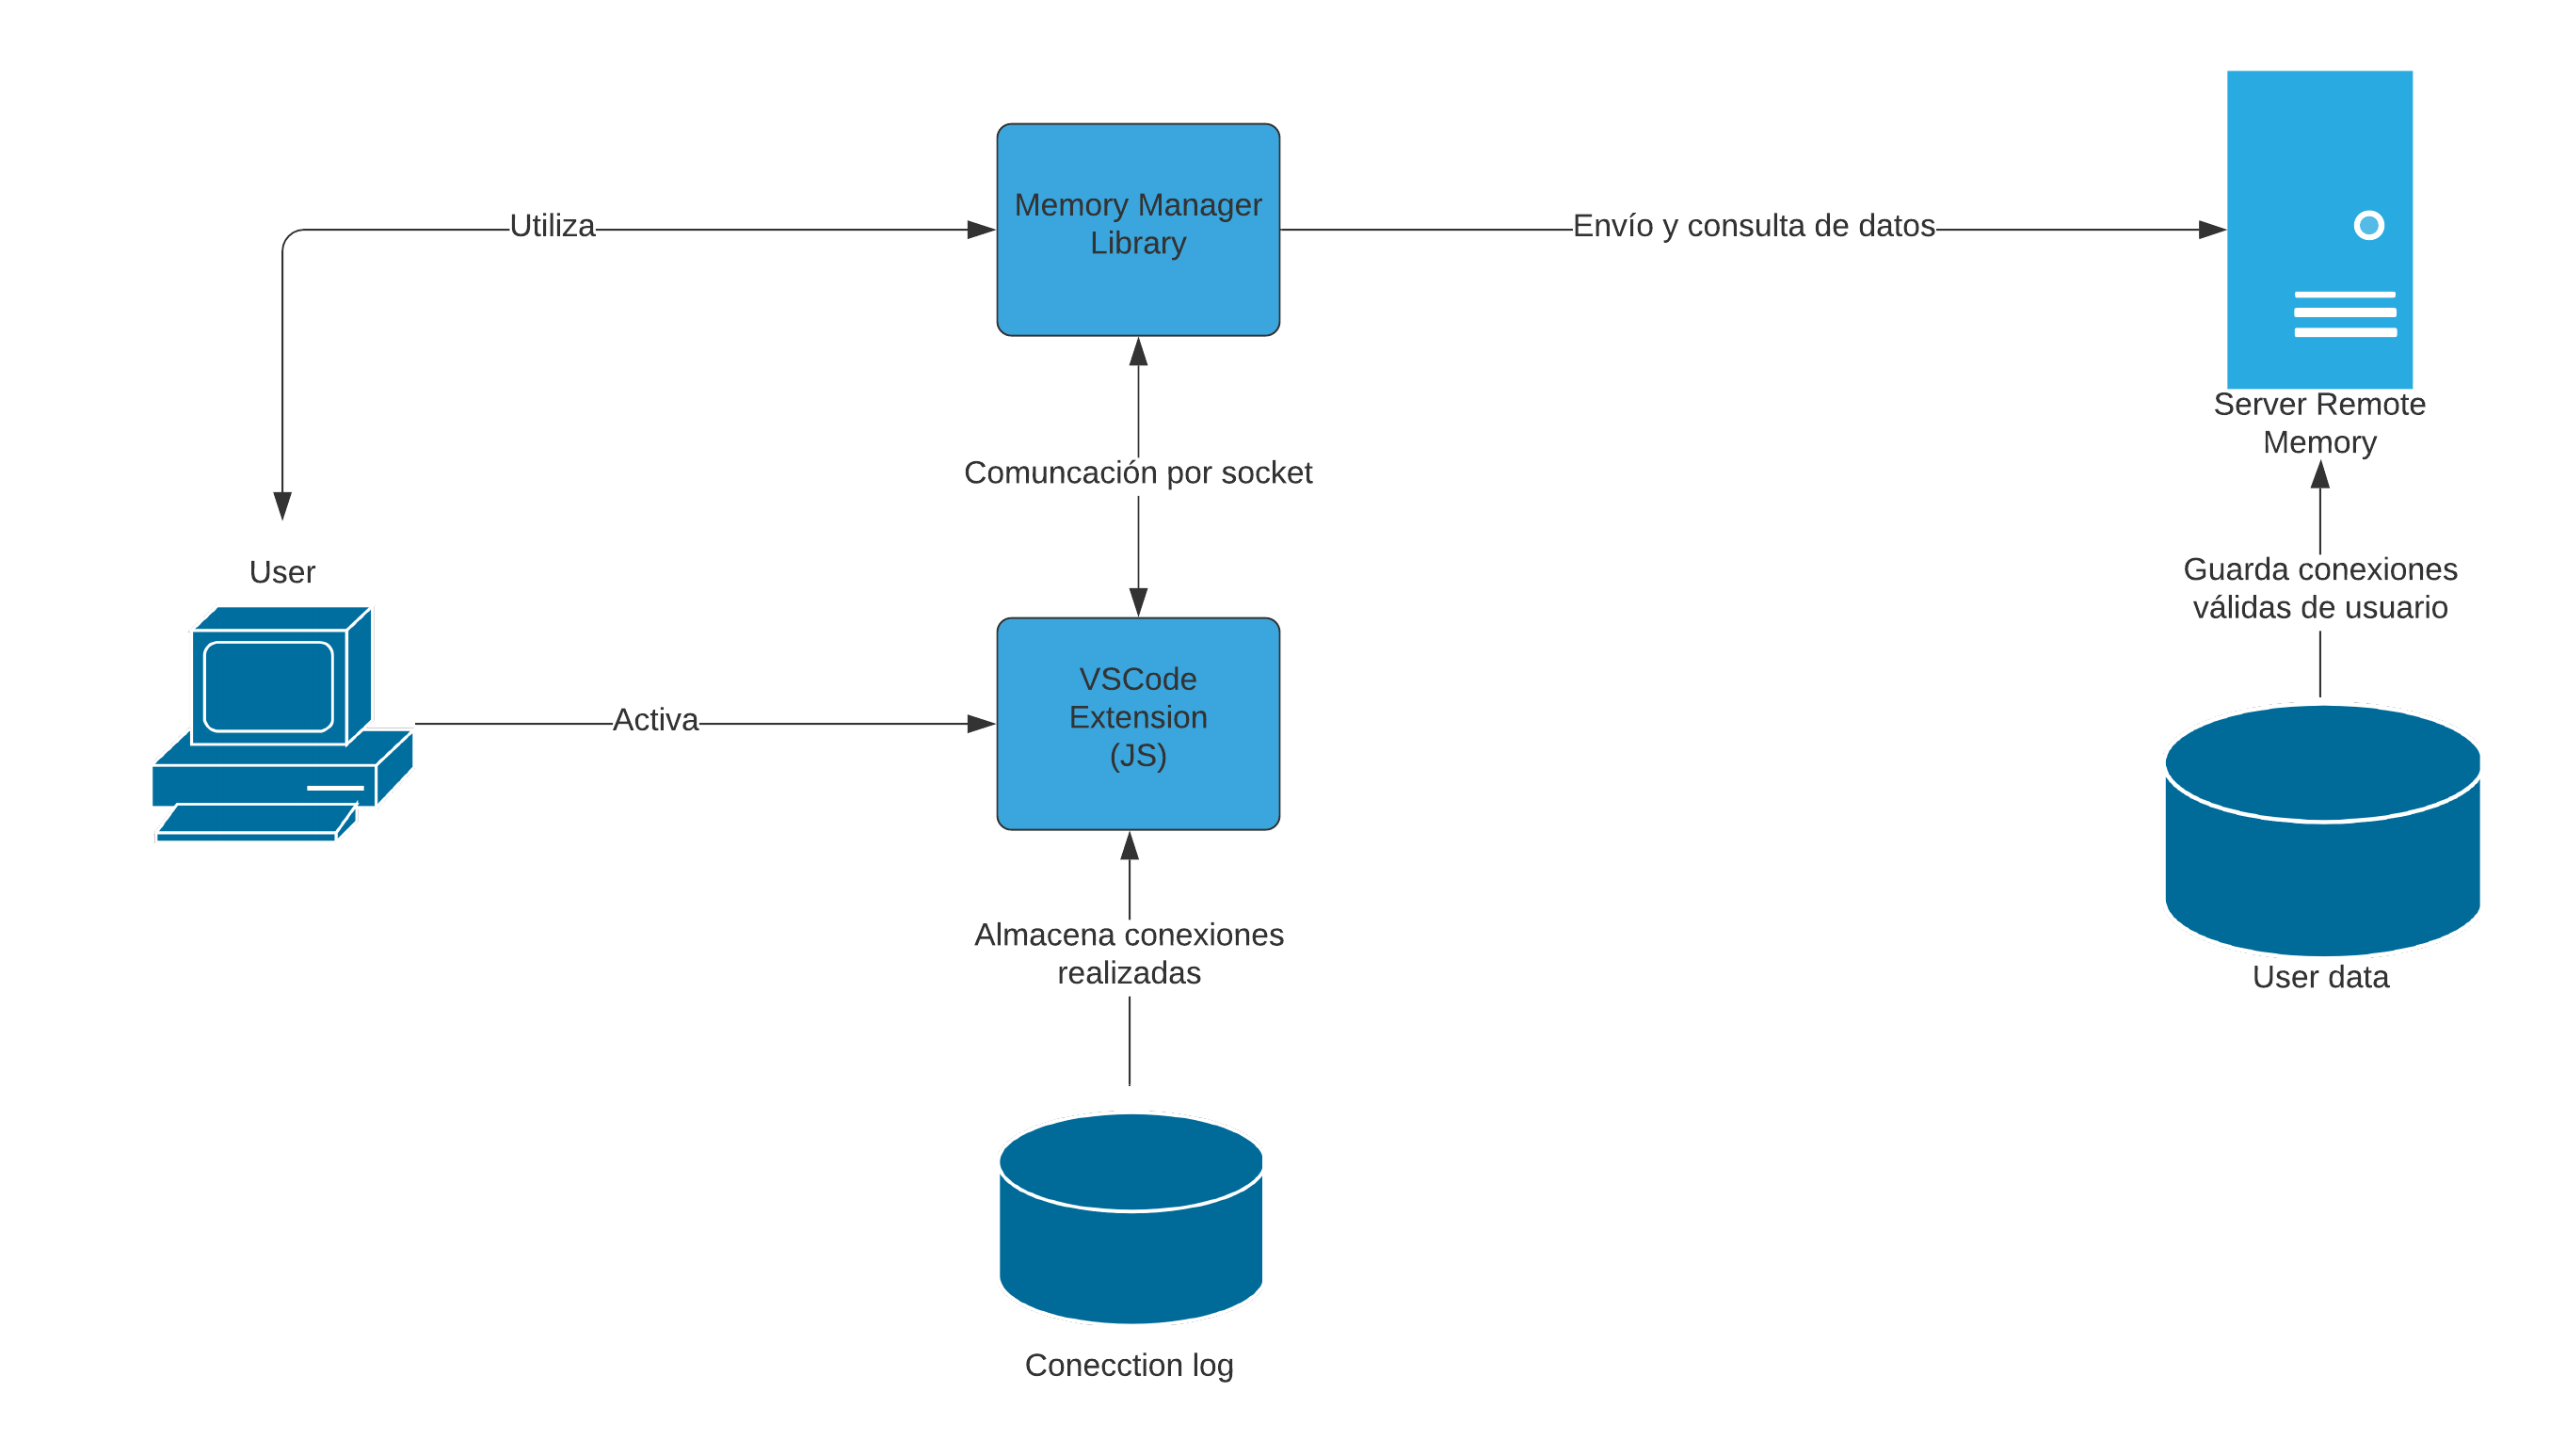 Utiliza
Memory Manager
Library
Envío y consulta de datos
Server Remote
Memory
Comuncación por socket
User
Guarda conexiones
válidas de usuario
Activa
VSCode
Extension
(JS)
Almacena conexiones
realizadas
User data
Conecction log